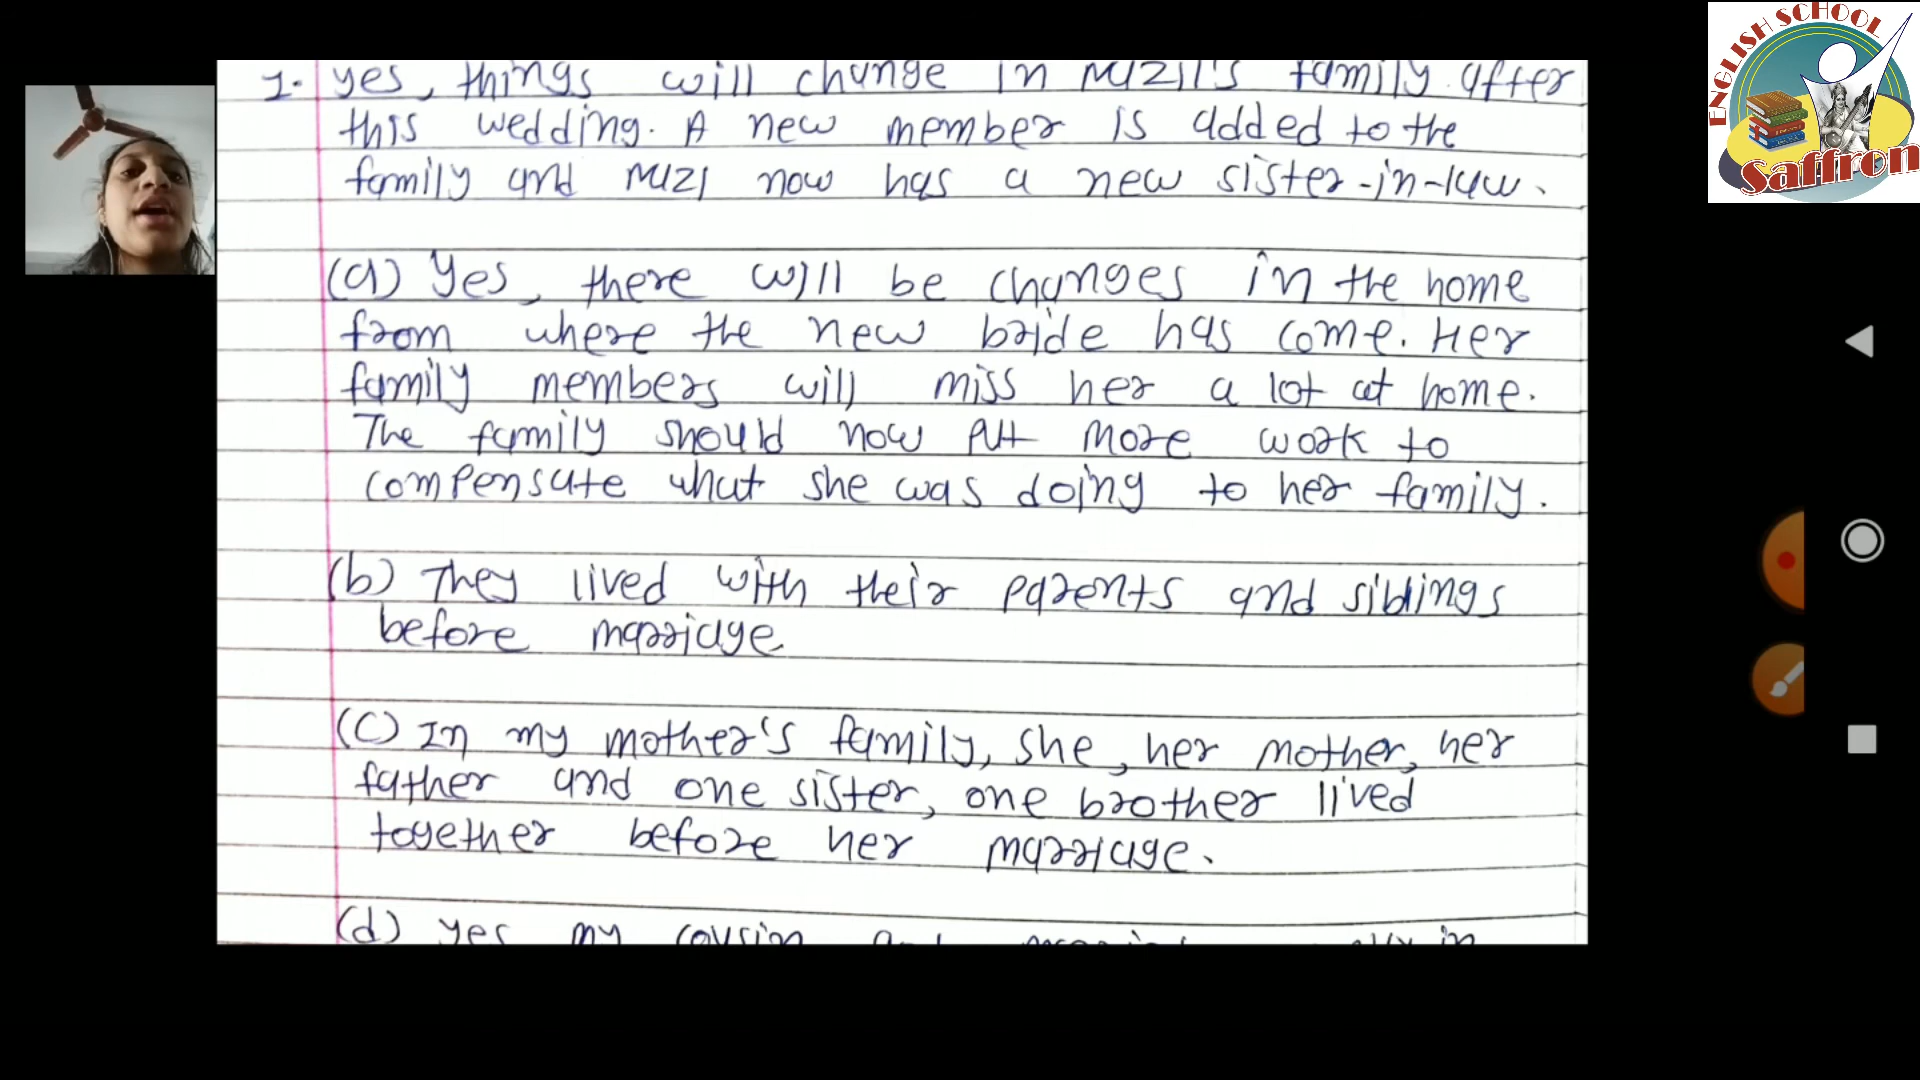 ENGLISH SCHOOL
Saffron
1. yes, things will change in Nazil's family after
this wedding. A new member is added to the
family and Nazi now has a new sister-in-law.
(a) Yes, there will be changes in the home
from where the new bride has come. Her
family members will miss her a lot at home.
The family should now put more work to
compensate what she was doing to her family.
(b) They lived with their parents and siblings
before marriage
(c) In my mother's family, she, her mother, her
father and one sister, one brother lived
together before her marriage.
(d) yes my cousin